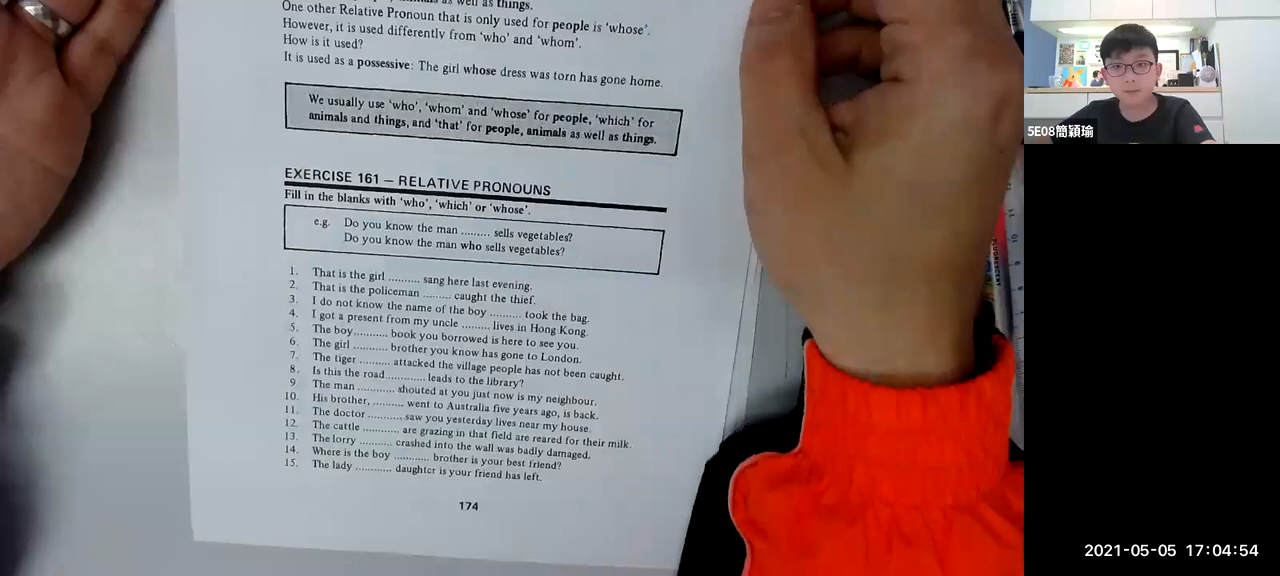 as well as things.
One other Relative Pronoun that is only used for people is 'whose'.
However, it is used differently from 'who' and 'whom'.
How is it used?
It is used as a possessive: The girl whose dress was torn has gone home.
We usually use 'who', 'whom' and 'whose' for people, 'which' for
animals and things, and 'that' for people, animals as well as things.
EXERCISE 161 – RELATIVE PRONOUNS
Fill in the blanks with 'who', 'which' or 'whose'.
e.g. Do you know the man ......... sells vegetables?
Do you know the man who sells vegetables?
1. That is the girl .......... sang here last evening.
2. That is the policeman ......... caught the thief.
3. I do not know the name of the boy .......... took the bag.
4. I got a present from my uncle ......... lives in Hong Kong.
5. The boy........... book you borrowed is here to see you.
6. The girl ........... brother you know has gone to London.
7. The tiger .......... attacked the village people has not been caught.
8. Is this the road............. leads to the library?
9. The man ............ shouted at you just now is my neighbour.
10. His brother, .......... went to Australia five years ago, is back.
11. The doctor ........... saw you yesterday lives near my house.
12. The cattle ............ are grazing in that field are reared for their milk.
13. The lorry .......... crashed into the wall was badly damaged.
14. Where is the boy ............ brother is your best friend?
15. The lady ............ daughter is your friend has left.
174
5E08簡穎瑜
2021-05-05 17:04:54